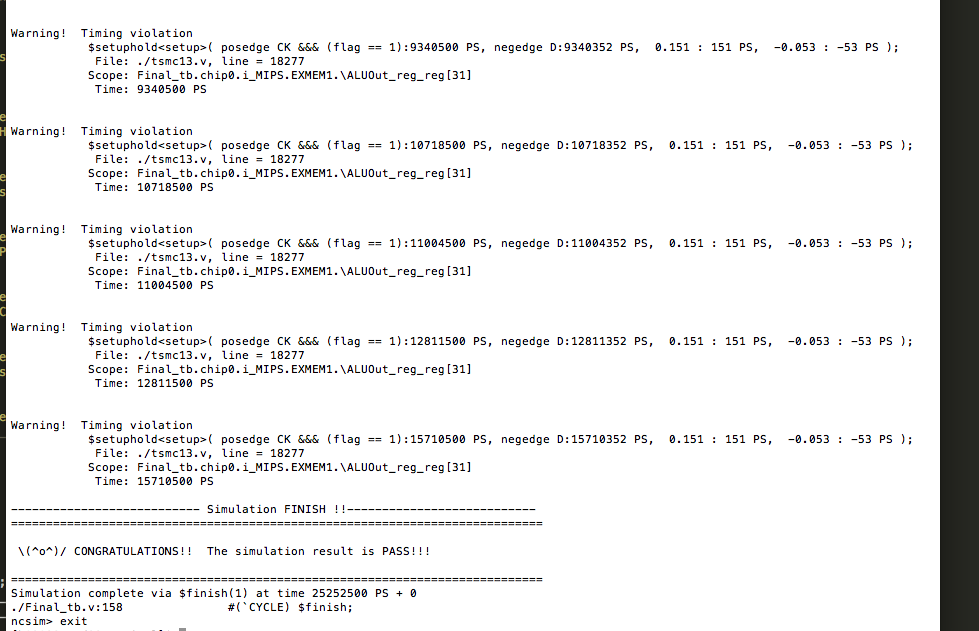 Warning!  Timing violation
$setuphold<setup>( posedge CK &&& (flag == 1):9340500 PS, negedge D:9340352 PS,  0.151 : 151 PS,  -0.053 : -53 PS );
File: ./tsmc13.v, line = 18277
Scope: Final_tb.chip0.i_MIPS.EXMEM1.\ALUOut_reg_reg[31]
Time: 9340500 PS
Warning!  Timing violation
$setuphold<setup>( posedge CK &&& (flag == 1):10718500 PS, negedge D:10718352 PS,  0.151 : 151 PS,  -0.053 : -53 PS );
File: ./tsmc13.v, line = 18277
Scope: Final_tb.chip0.i_MIPS.EXMEM1.\ALUOut_reg_reg[31]
Time: 10718500 PS
Warning!  Timing violation
$setuphold<setup>( posedge CK &&& (flag == 1):11004500 PS, negedge D:11004352 PS,  0.151 : 151 PS,  -0.053 : -53 PS );
File: ./tsmc13.v, line = 18277
Scope: Final_tb.chip0.i_MIPS.EXMEM1.\ALUOut_reg_reg[31]
Time: 11004500 PS
Warning!  Timing violation
$setuphold<setup>( posedge CK &&& (flag == 1):12811500 PS, negedge D:12811352 PS,  0.151 : 151 PS,  -0.053 : -53 PS );
File: ./tsmc13.v, line = 18277
Scope: Final_tb.chip0.i_MIPS.EXMEM1.\ALUOut_reg_reg[31]
Time: 12811500 PS
Warning!  Timing violation
$setuphold<setup>( posedge CK &&& (flag == 1):15710500 PS, negedge D:15710352 PS,  0.151 : 151 PS,  -0.053 : -53 PS );
File: ./tsmc13.v, line = 18277
Scope: Final_tb.chip0.i_MIPS.EXMEM1.\ALUOut_reg_reg[31]
Time: 15710500 PS
--------------------------- Simulation FINISH !!---------------------------
============================================================================
\(^o^)/ CONGRATULATIONS!!  The simulation result is PASS!!!
============================================================================
Simulation complete via $finish(1) at time 25252500 PS + 0
./Final_tb.v:158               #(`CYCLE) $finish;
ncsim> exit